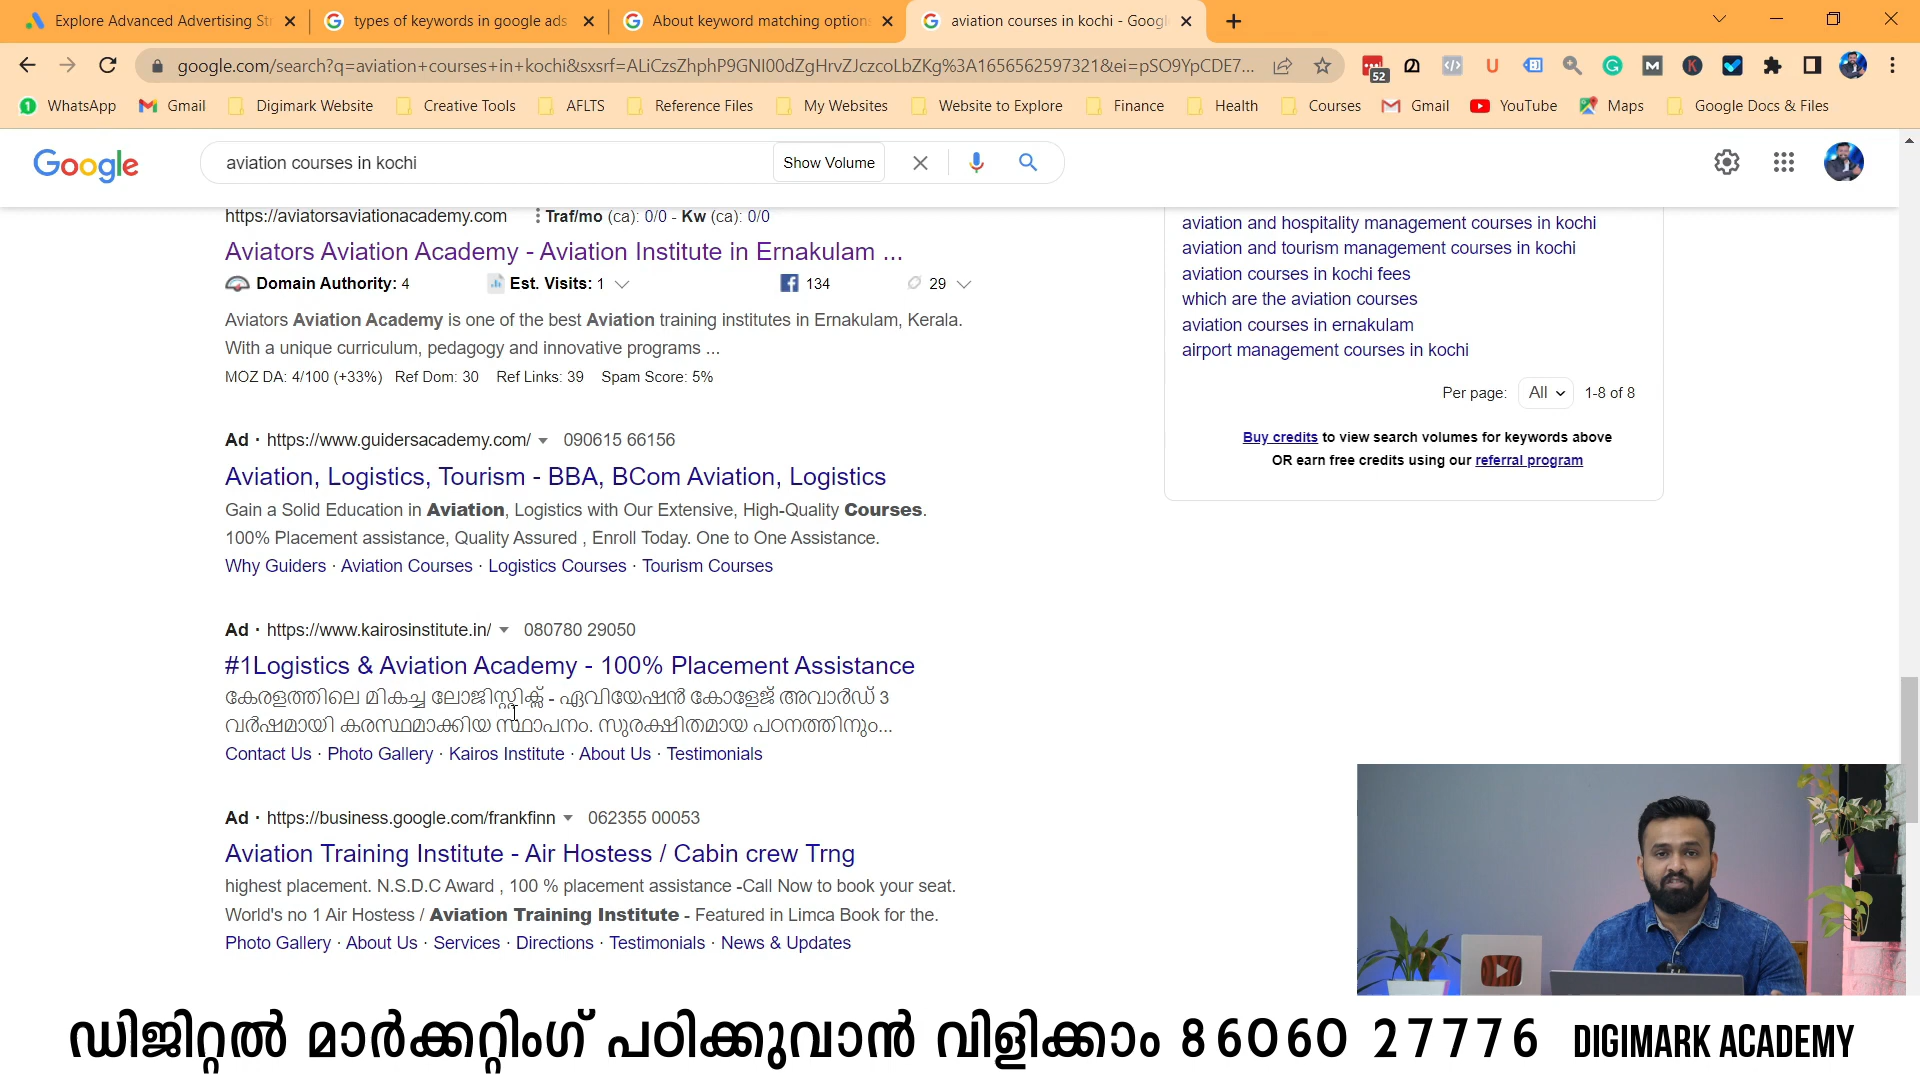 Explore Advanced Advertising Str
types of keywords in google ads
About keyword matching options
aviation courses in kochi - Googl
google.com/search?q=aviation+courses+in+kochi&sxsrf=ALiCzsZhphP9GNI00dZgHrvZJczcoLbZKg%3A1656562597321&ei=pSO9YpCDE7...
52
WhatsApp Gmail Digimark Website Creative Tools AFLTS Reference Files My Websites Website to Explore Finance Health Courses Gmail YouTube Maps Google Docs & Files
Google
aviation courses in kochi
Show Volume
https://aviatorsaviationacademy.com Traf/mo (ca): 0/0 - Kw (ca): 0/0
Aviators Aviation Academy - Aviation Institute in Ernakulam ...
Domain Authority: 4 Est. Visits: 1 134 29
Aviators Aviation Academy is one of the best Aviation training institutes in Ernakulam, Kerala.
With a unique curriculum, pedagogy and innovative programs ...
MOZ DA: 4/100 (+33%) Ref Dom: 30 Ref Links: 39 Spam Score: 5%
Ad · https://www.guidersacademy.com/ 090615 66156
Aviation, Logistics, Tourism - BBA, BCom Aviation, Logistics
Gain a Solid Education in Aviation, Logistics with Our Extensive, High-Quality Courses.
100% Placement assistance, Quality Assured , Enroll Today. One to One Assistance.
Why Guiders · Aviation Courses · Logistics Courses · Tourism Courses
Ad · https://www.kairosinstitute.in/ 080780 29050
#1Logistics & Aviation Academy - 100% Placement Assistance
കേരളത്തിലെ മികച്ച ലോജിസ്റ്റിക്സ് - ഏവിയേഷൻ കോളേജ് അവാർഡ് 3
വർഷമായി കരസ്ഥമാക്കിയ സ്ഥാപനം. സുരക്ഷിതമായ പഠനത്തിനും...
Contact Us · Photo Gallery · Kairos Institute · About Us · Testimonials
Ad · https://business.google.com/frankfinn 062355 00053
Aviation Training Institute - Air Hostess / Cabin crew Trng
highest placement. N.S.D.C Award , 100 % placement assistance -Call Now to book your seat.
World's no 1 Air Hostess / Aviation Training Institute - Featured in Limca Book for the.
Photo Gallery · About Us · Services · Directions · Testimonials · News & Updates
aviation and hospitality management courses in kochi
aviation and tourism management courses in kochi
aviation courses in kochi fees
which are the aviation courses
aviation courses in ernakulam
airport management courses in kochi
Per page: All 1-8 of 8
Buy credits to view search volumes for keywords above
OR earn free credits using our referral program
ഡിജിറ്റൽ മാർക്കറ്റിംഗ് പഠിക്കുവാൻ വിളിക്കാം 86060 27776 DIGIMARK ACADEMY